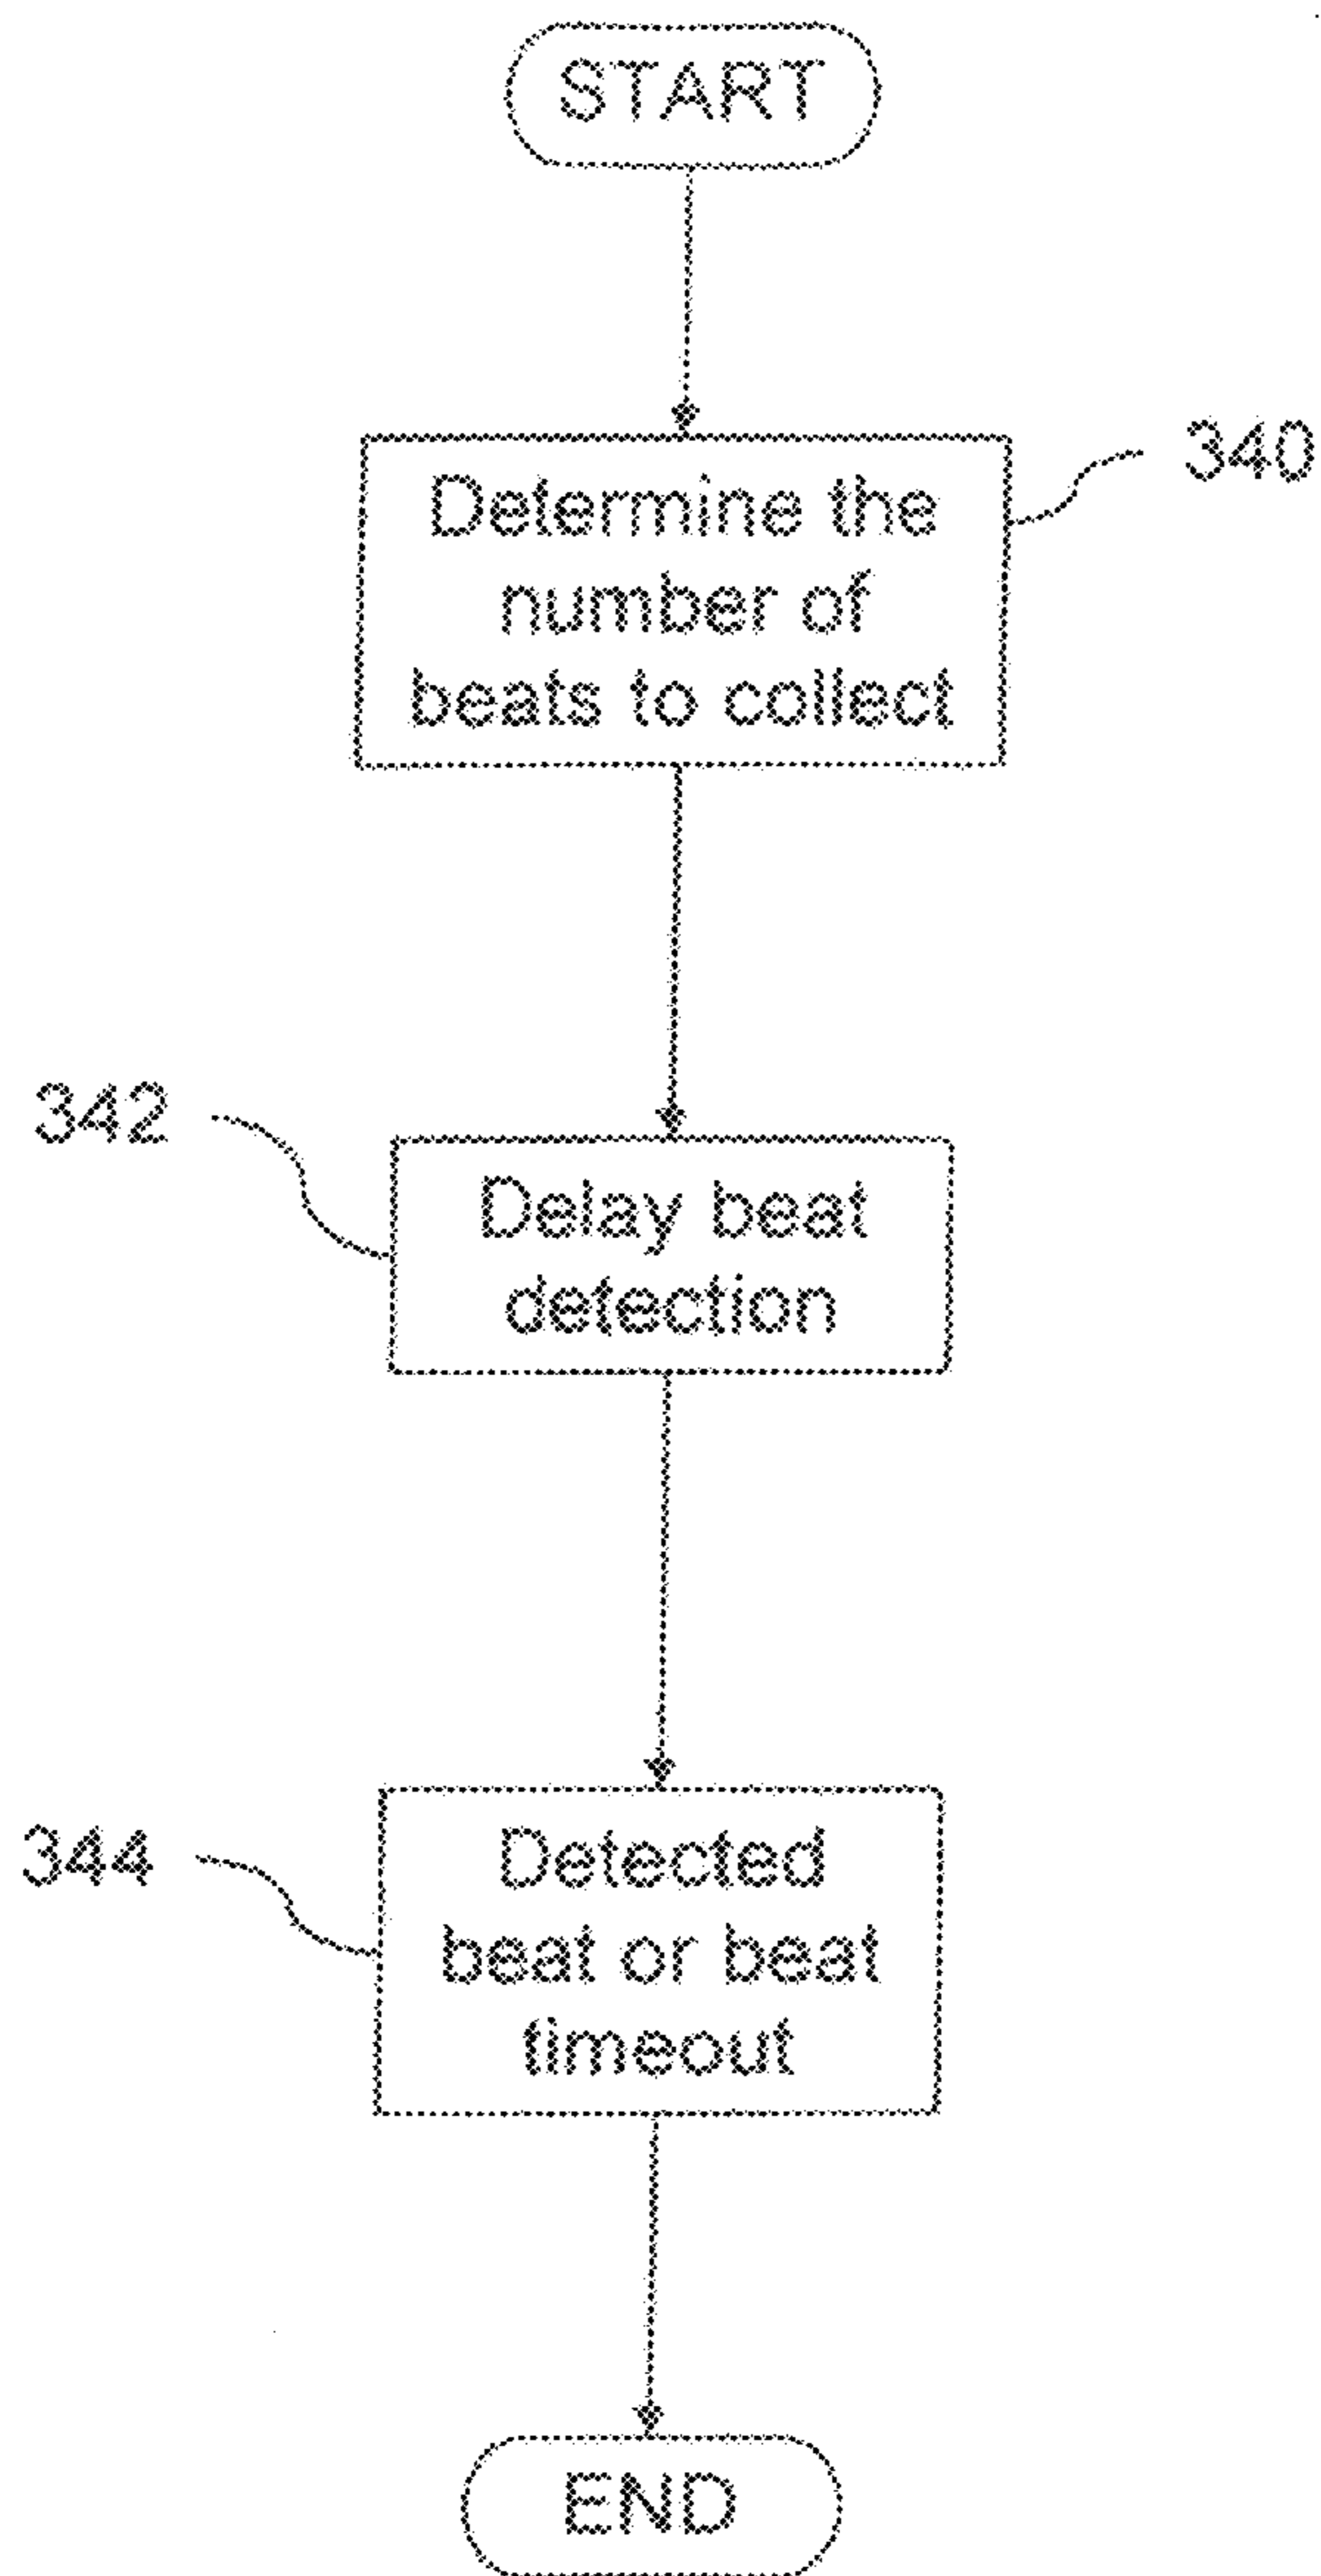 START
Determine the
number of
beats to collect
340
342
Delay beat
detection
344
Detected
beat or beat
timeout
END